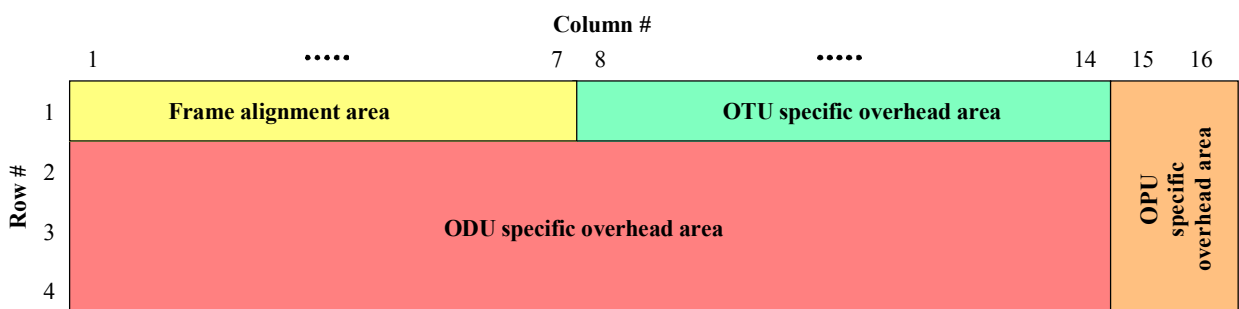 Column #
1 ..... 7 8 ..... 14 15 16
1 Frame alignment area OTU specific overhead area
Row #
2
3 ODU specific overhead area
4
OPU
specific
overhead area